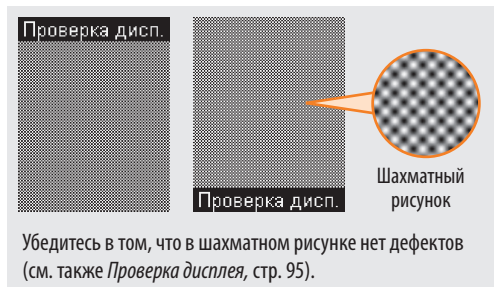 Проверка дисп.
Проверка дисп.
Шахматный
рисунок
Убедитесь в том, что в шахматном рисунке нет дефектов
(см. также Проверка дисплея, стр. 95).